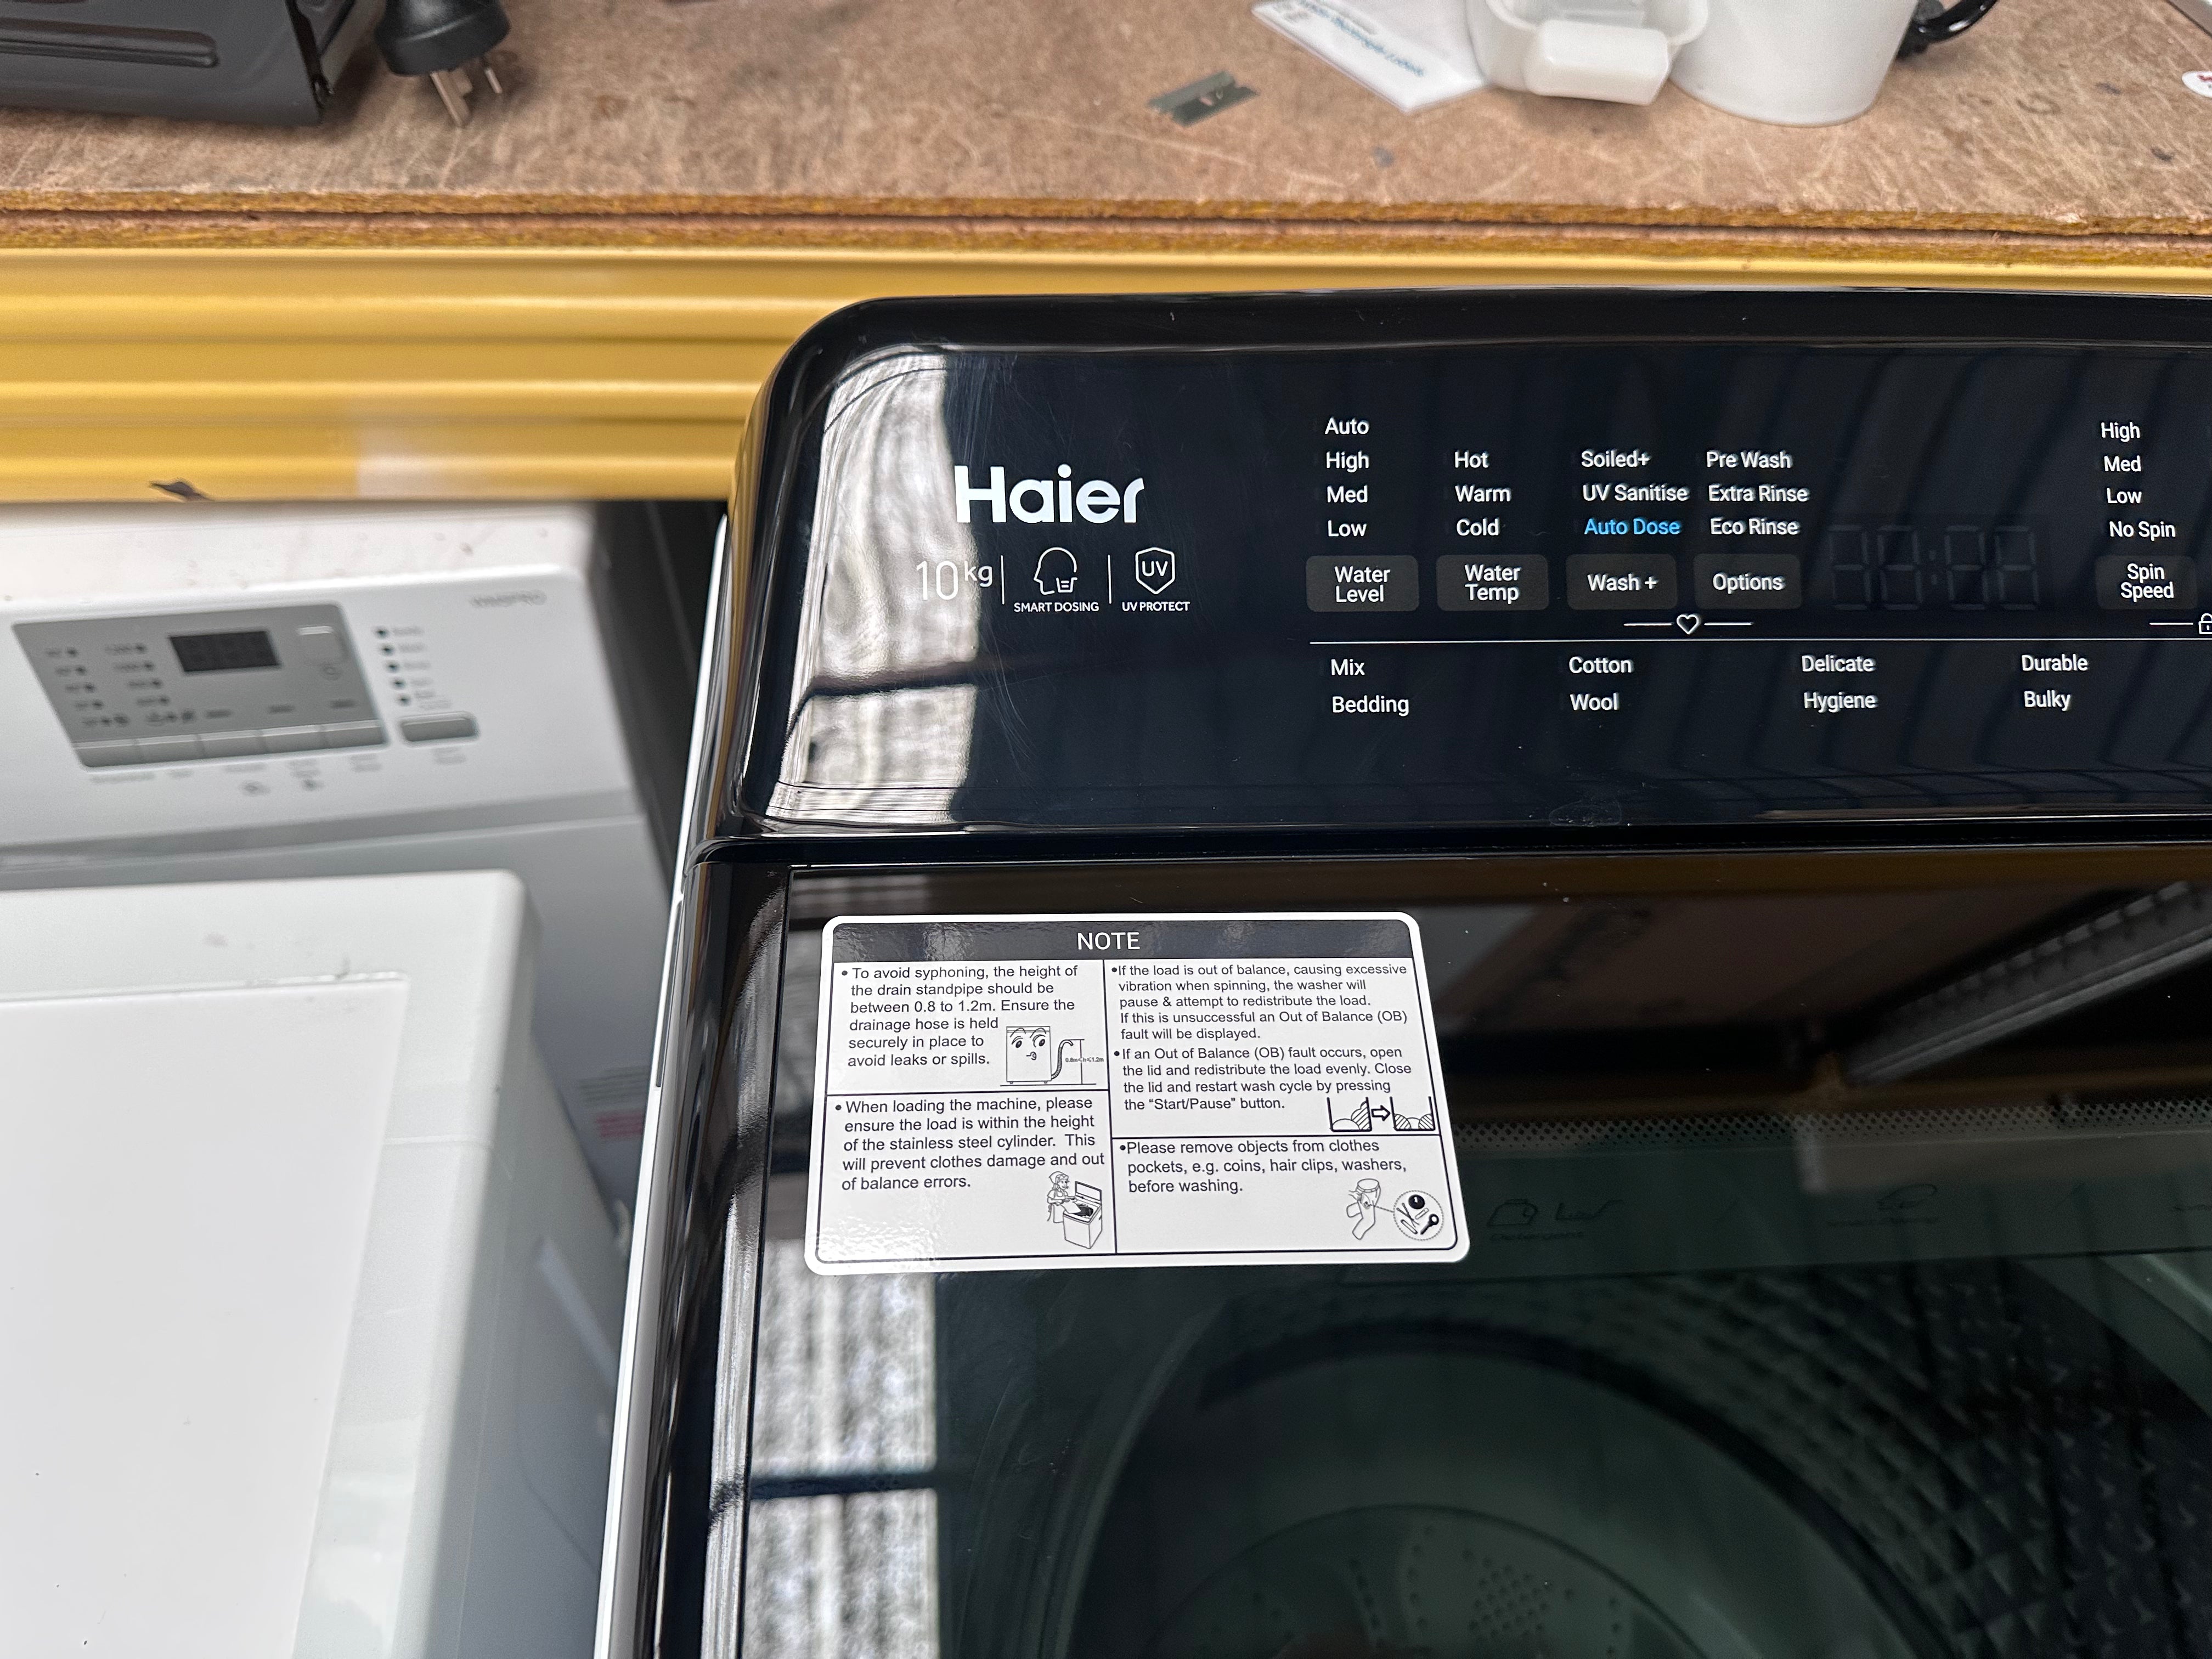 Haier
10kg
SMART DOSING
UV
UV PROTECT
Auto
High
Med
Low
Water
Level
Hot
Warm
Cold
Water
Temp
Soiled+
UV Sanitise
Auto Dose
Wash +
Pre Wash
Extra Rinse
Eco Rinse
Options
High
Med
Low
No Spin
Spin
Speed
Mix
Cotton
Delicate
Durable
Bedding
Wool
Hygiene
Bulky
NOTE
• To avoid syphoning, the height of
the drain standpipe should be
between 0.8 to 1.2m. Ensure the
drainage hose is held
securely in place to
avoid leaks or spills.
0.8m<h<1.2m
• When loading the machine, please
ensure the load is within the height
of the stainless steel cylinder. This
will prevent clothes damage and out
of balance errors.
•If the load is out of balance, causing excessive
vibration when spinning, the washer will
pause & attempt to redistribute the load.
If this is unsuccessful an Out of Balance (OB)
fault will be displayed.
•If an Out of Balance (OB) fault occurs, open
the lid and redistribute the load evenly. Close
the lid and restart wash cycle by pressing
the "Start/Pause" button.
•Please remove objects from clothes
pockets, e.g. coins, hair clips, washers,
before washing.